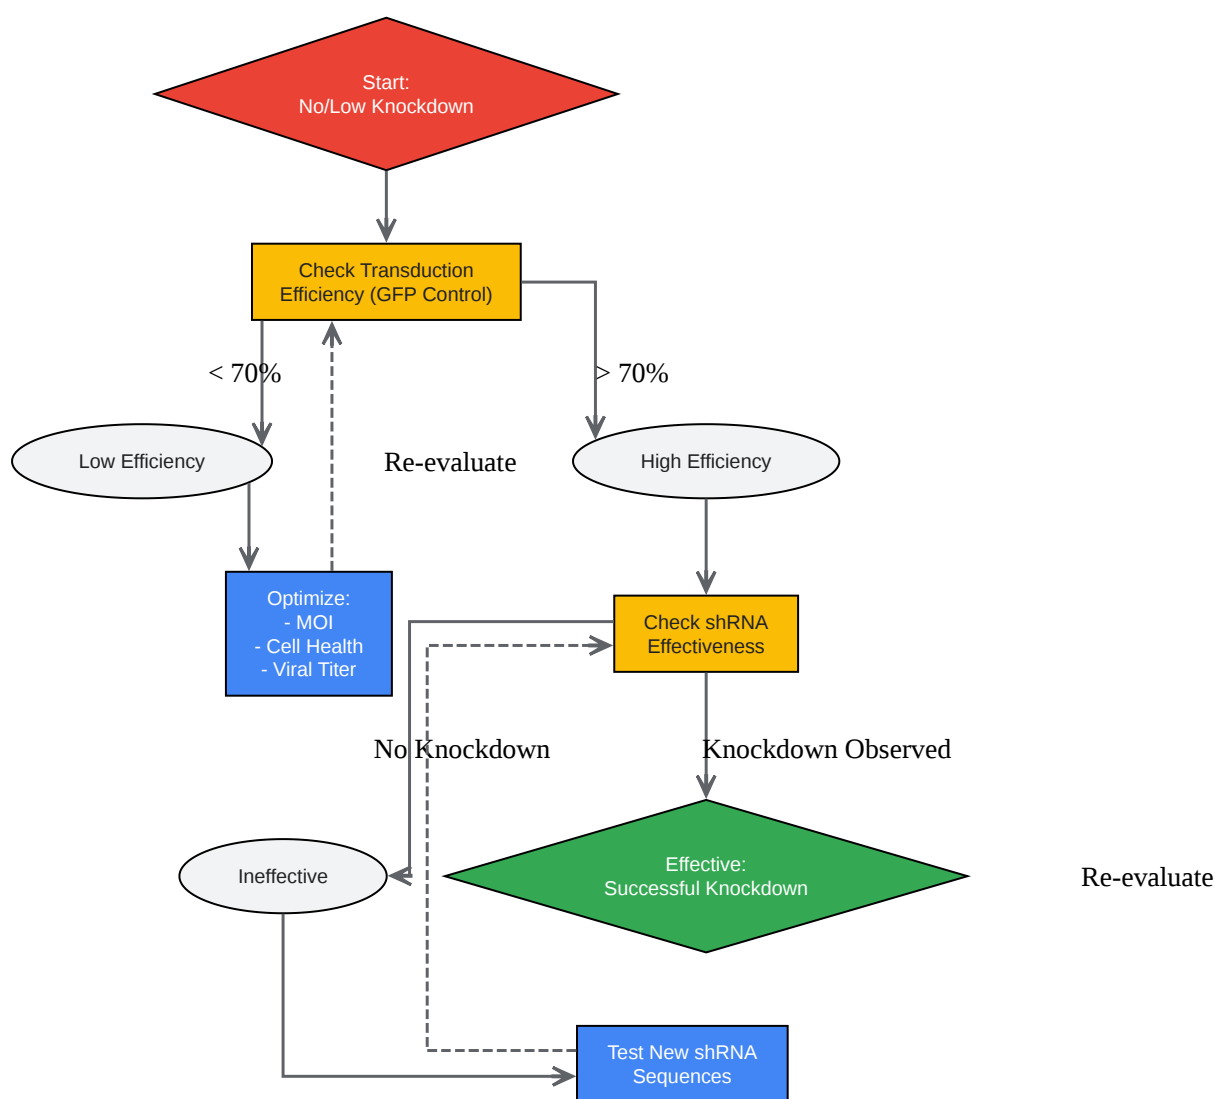 Start:
No/Low Knockdown
Check Transduction
Efficiency (GFP Control)
< 70%
> 70%
Low Efficiency
Re-evaluate
High Efficiency
Optimize:
- MOI
- Cell Health
- Viral Titer
Check shRNA
Effectiveness
No Knockdown
Knockdown Observed
Ineffective
Effective:
Successful Knockdown
Re-evaluate
Test New shRNA
Sequences